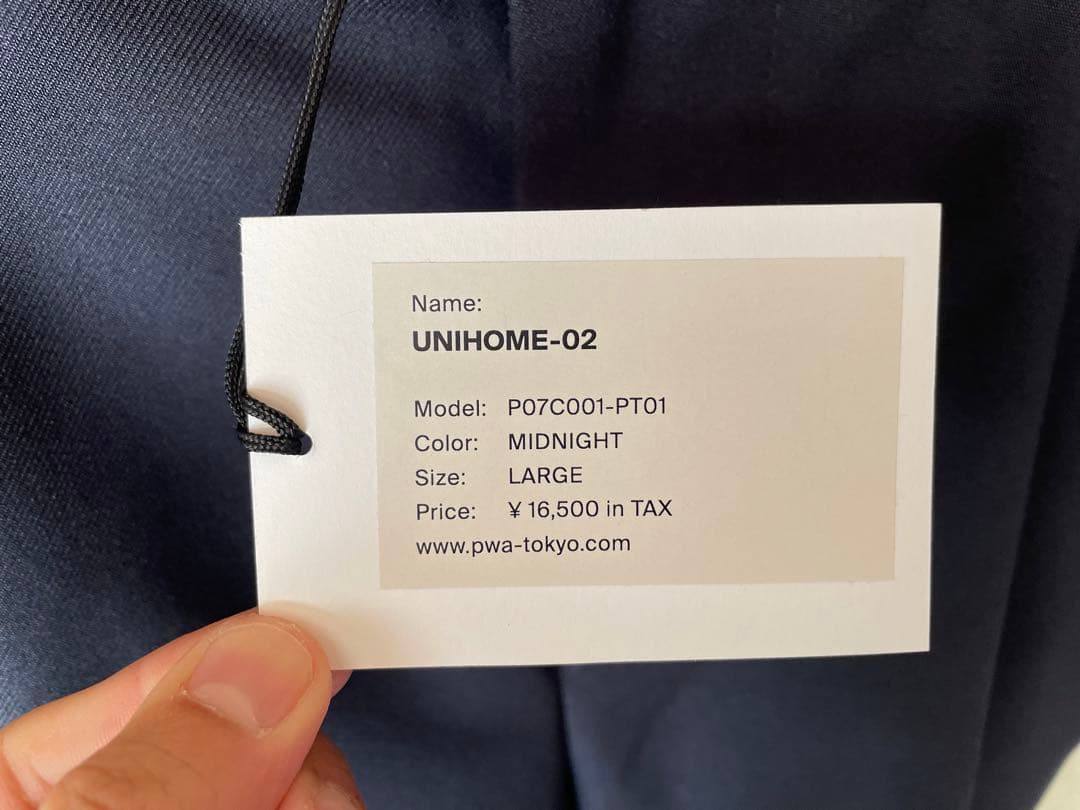 Name:
UNIHOME-02
Model: P07C001-PT01
Color: MIDNIGHT
Size: LARGE
Price: ¥ 16,500 in TAX
www.pwa-tokyo.com